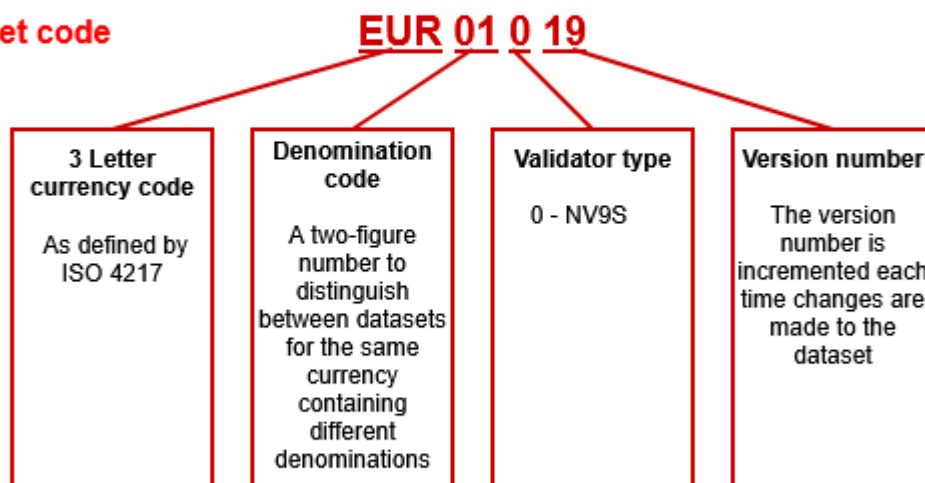 et code
EUR 01 0 19
3 Letter
currency code
As defined by
ISO 4217
Denomination
code
A two-figure
number to
distinguish
between datasets
for the same
currency
containing
different
denominations
Validator type
0 - NV9S
Version number
The version
number is
incremented each
time changes are
made to the
dataset